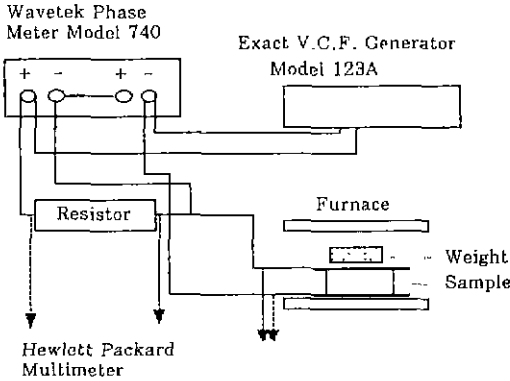 Wavetek Phase
Meter Model 740
Exact V.C.F. Generator
Model 123A
+ - + -
Resistor
Furnace
Weight
Sample
Hewlett Packard
Multimeter